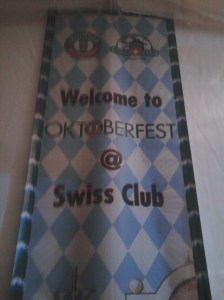 Welcome to
OKTOBERFEST
@
Swiss Club